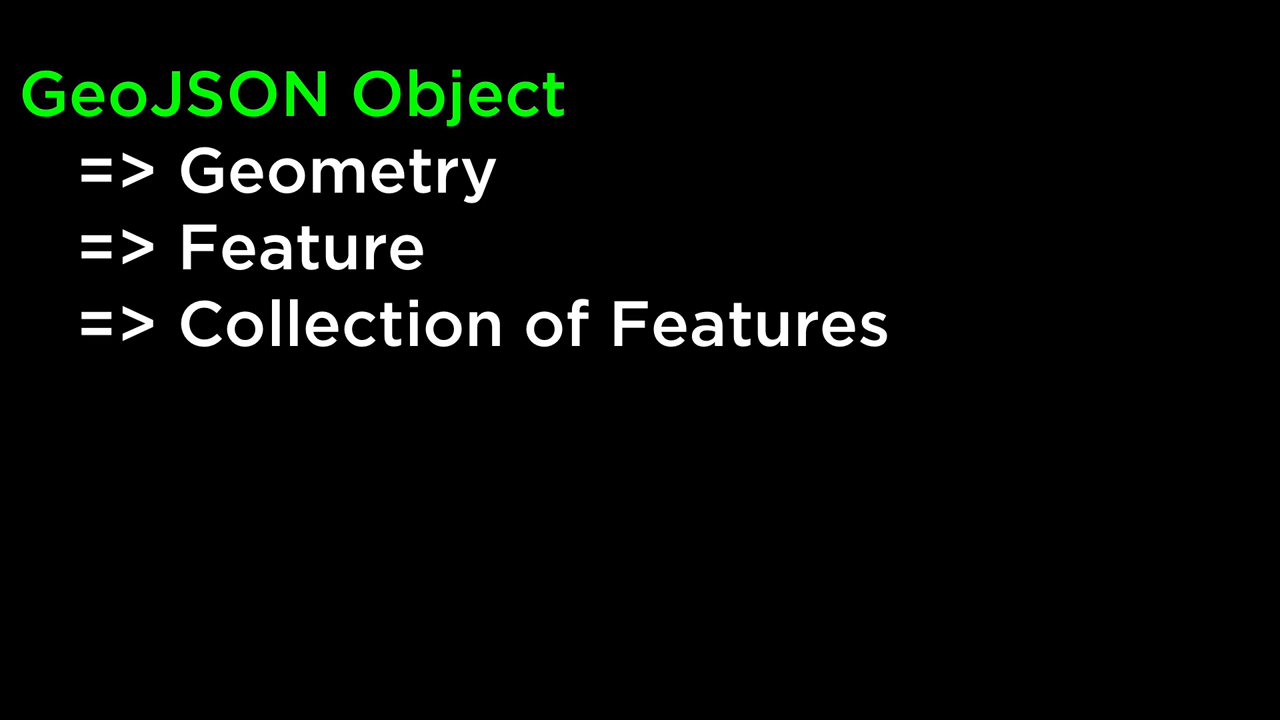 GeoJSON Object
=> Geometry
=> Feature
=> Collection of Features